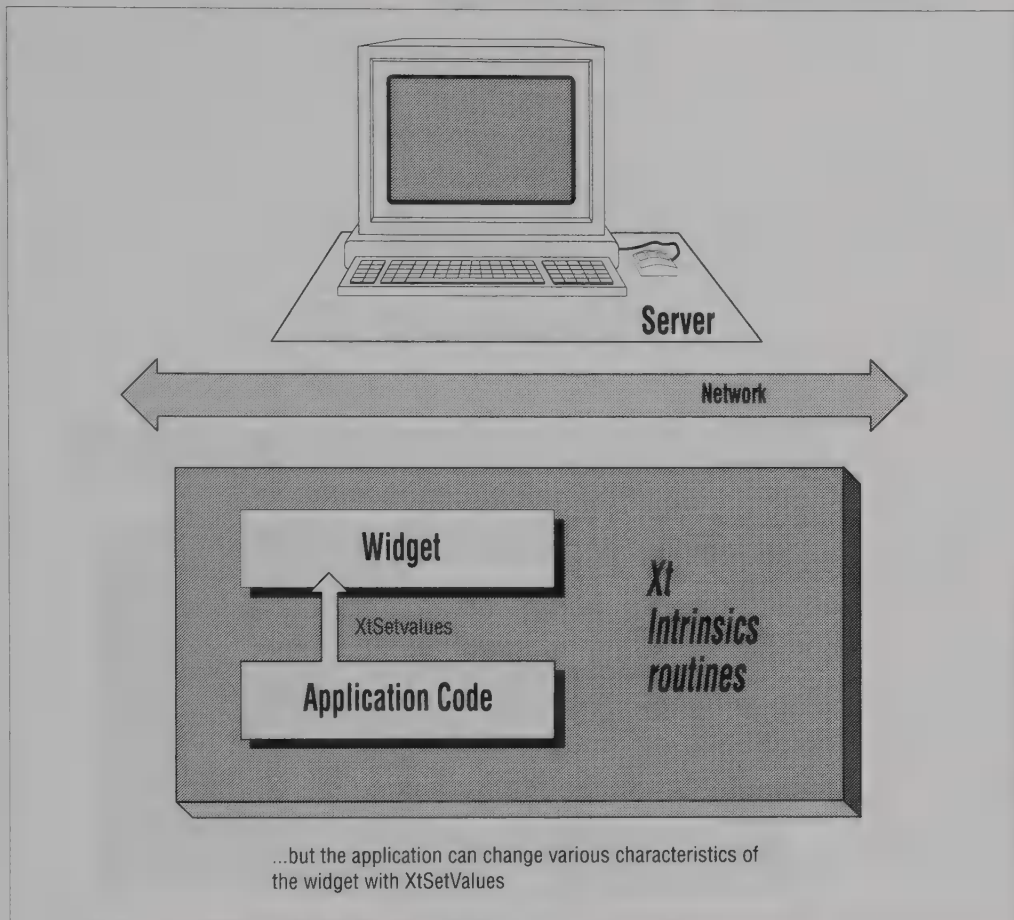 Server
Network
Widget
XtSetvalues
Application Code
Xt
Intrinsics
routines
...but the application can change various characteristics of
the widget with XtSetValues